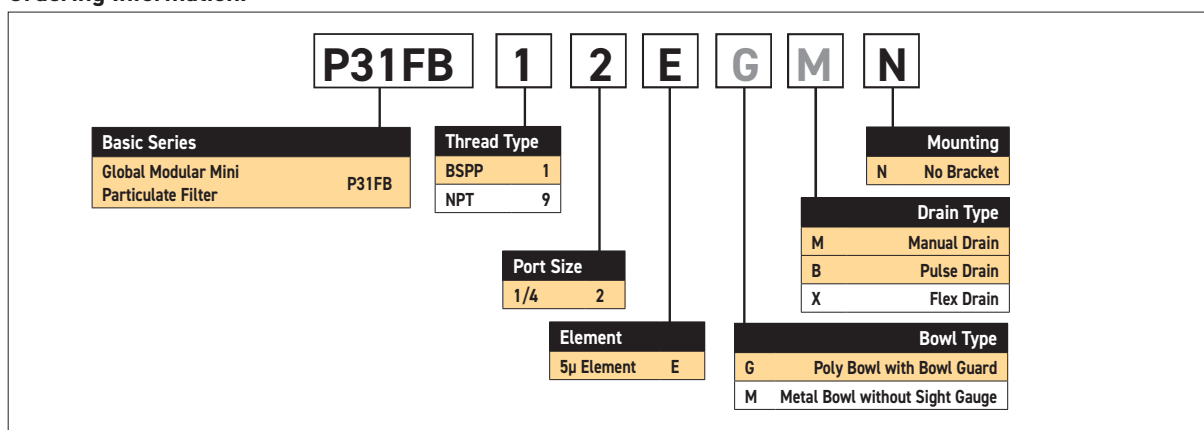 P31FB 1 2 E G M N
Basic Series
Global Modular Mini
Particulate Filter
P31FB
Thread Type
BSPP 1
NPT 9
Port Size
1/4 2
Element
5µ Element E
Mounting
N No Bracket
Drain Type
M Manual Drain
B Pulse Drain
X Flex Drain
Bowl Type
G Poly Bowl with Bowl Guard
M Metal Bowl without Sight Gauge